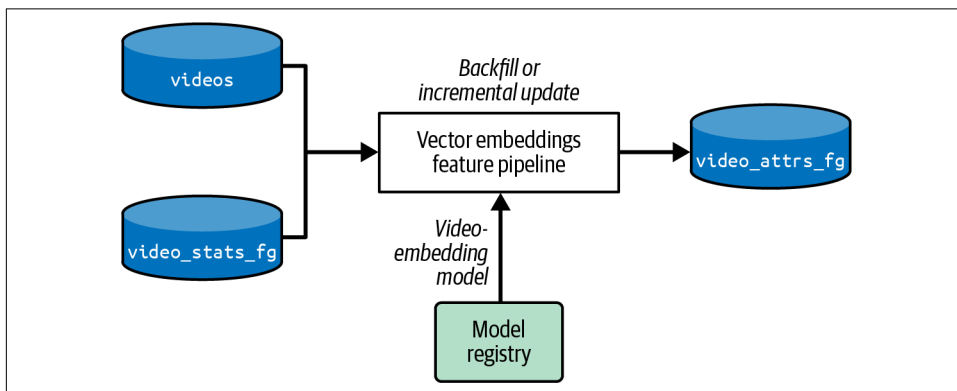 videos
Backfill or
incremental update
Vector embeddings
feature pipeline
video_attrs_fg
video_stats_fg
Video-
embedding
model
Model
registry